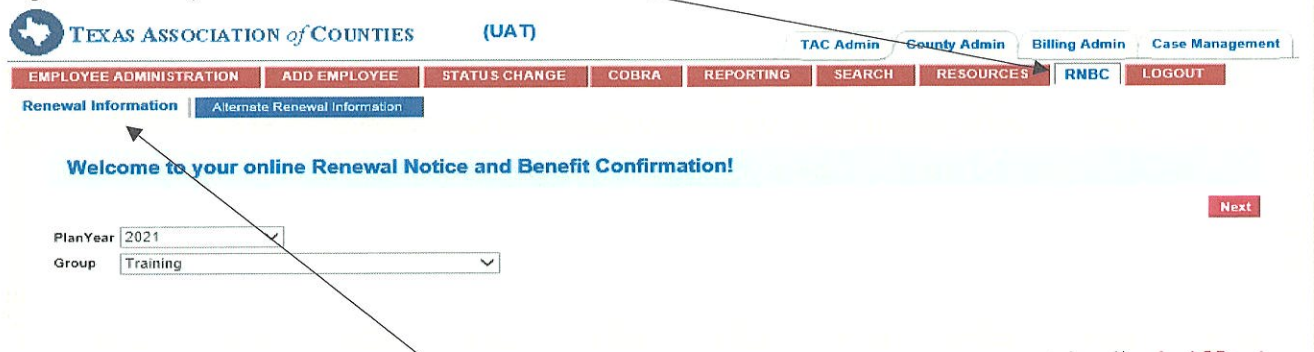 TEXAS ASSOCIATION of COUNTIES (UAT)
TAC Admin County Admin Billing Admin Case Management
EMPLOYEE ADMINISTRATION ADD EMPLOYEE STATUS CHANGE COBRA REPORTING SEARCH RESOURCES RNBC LOGOUT
Renewal Information Alternate Renewal Information
Welcome to your online Renewal Notice and Benefit Confirmation!
Next
PlanYear 2021
Group Training